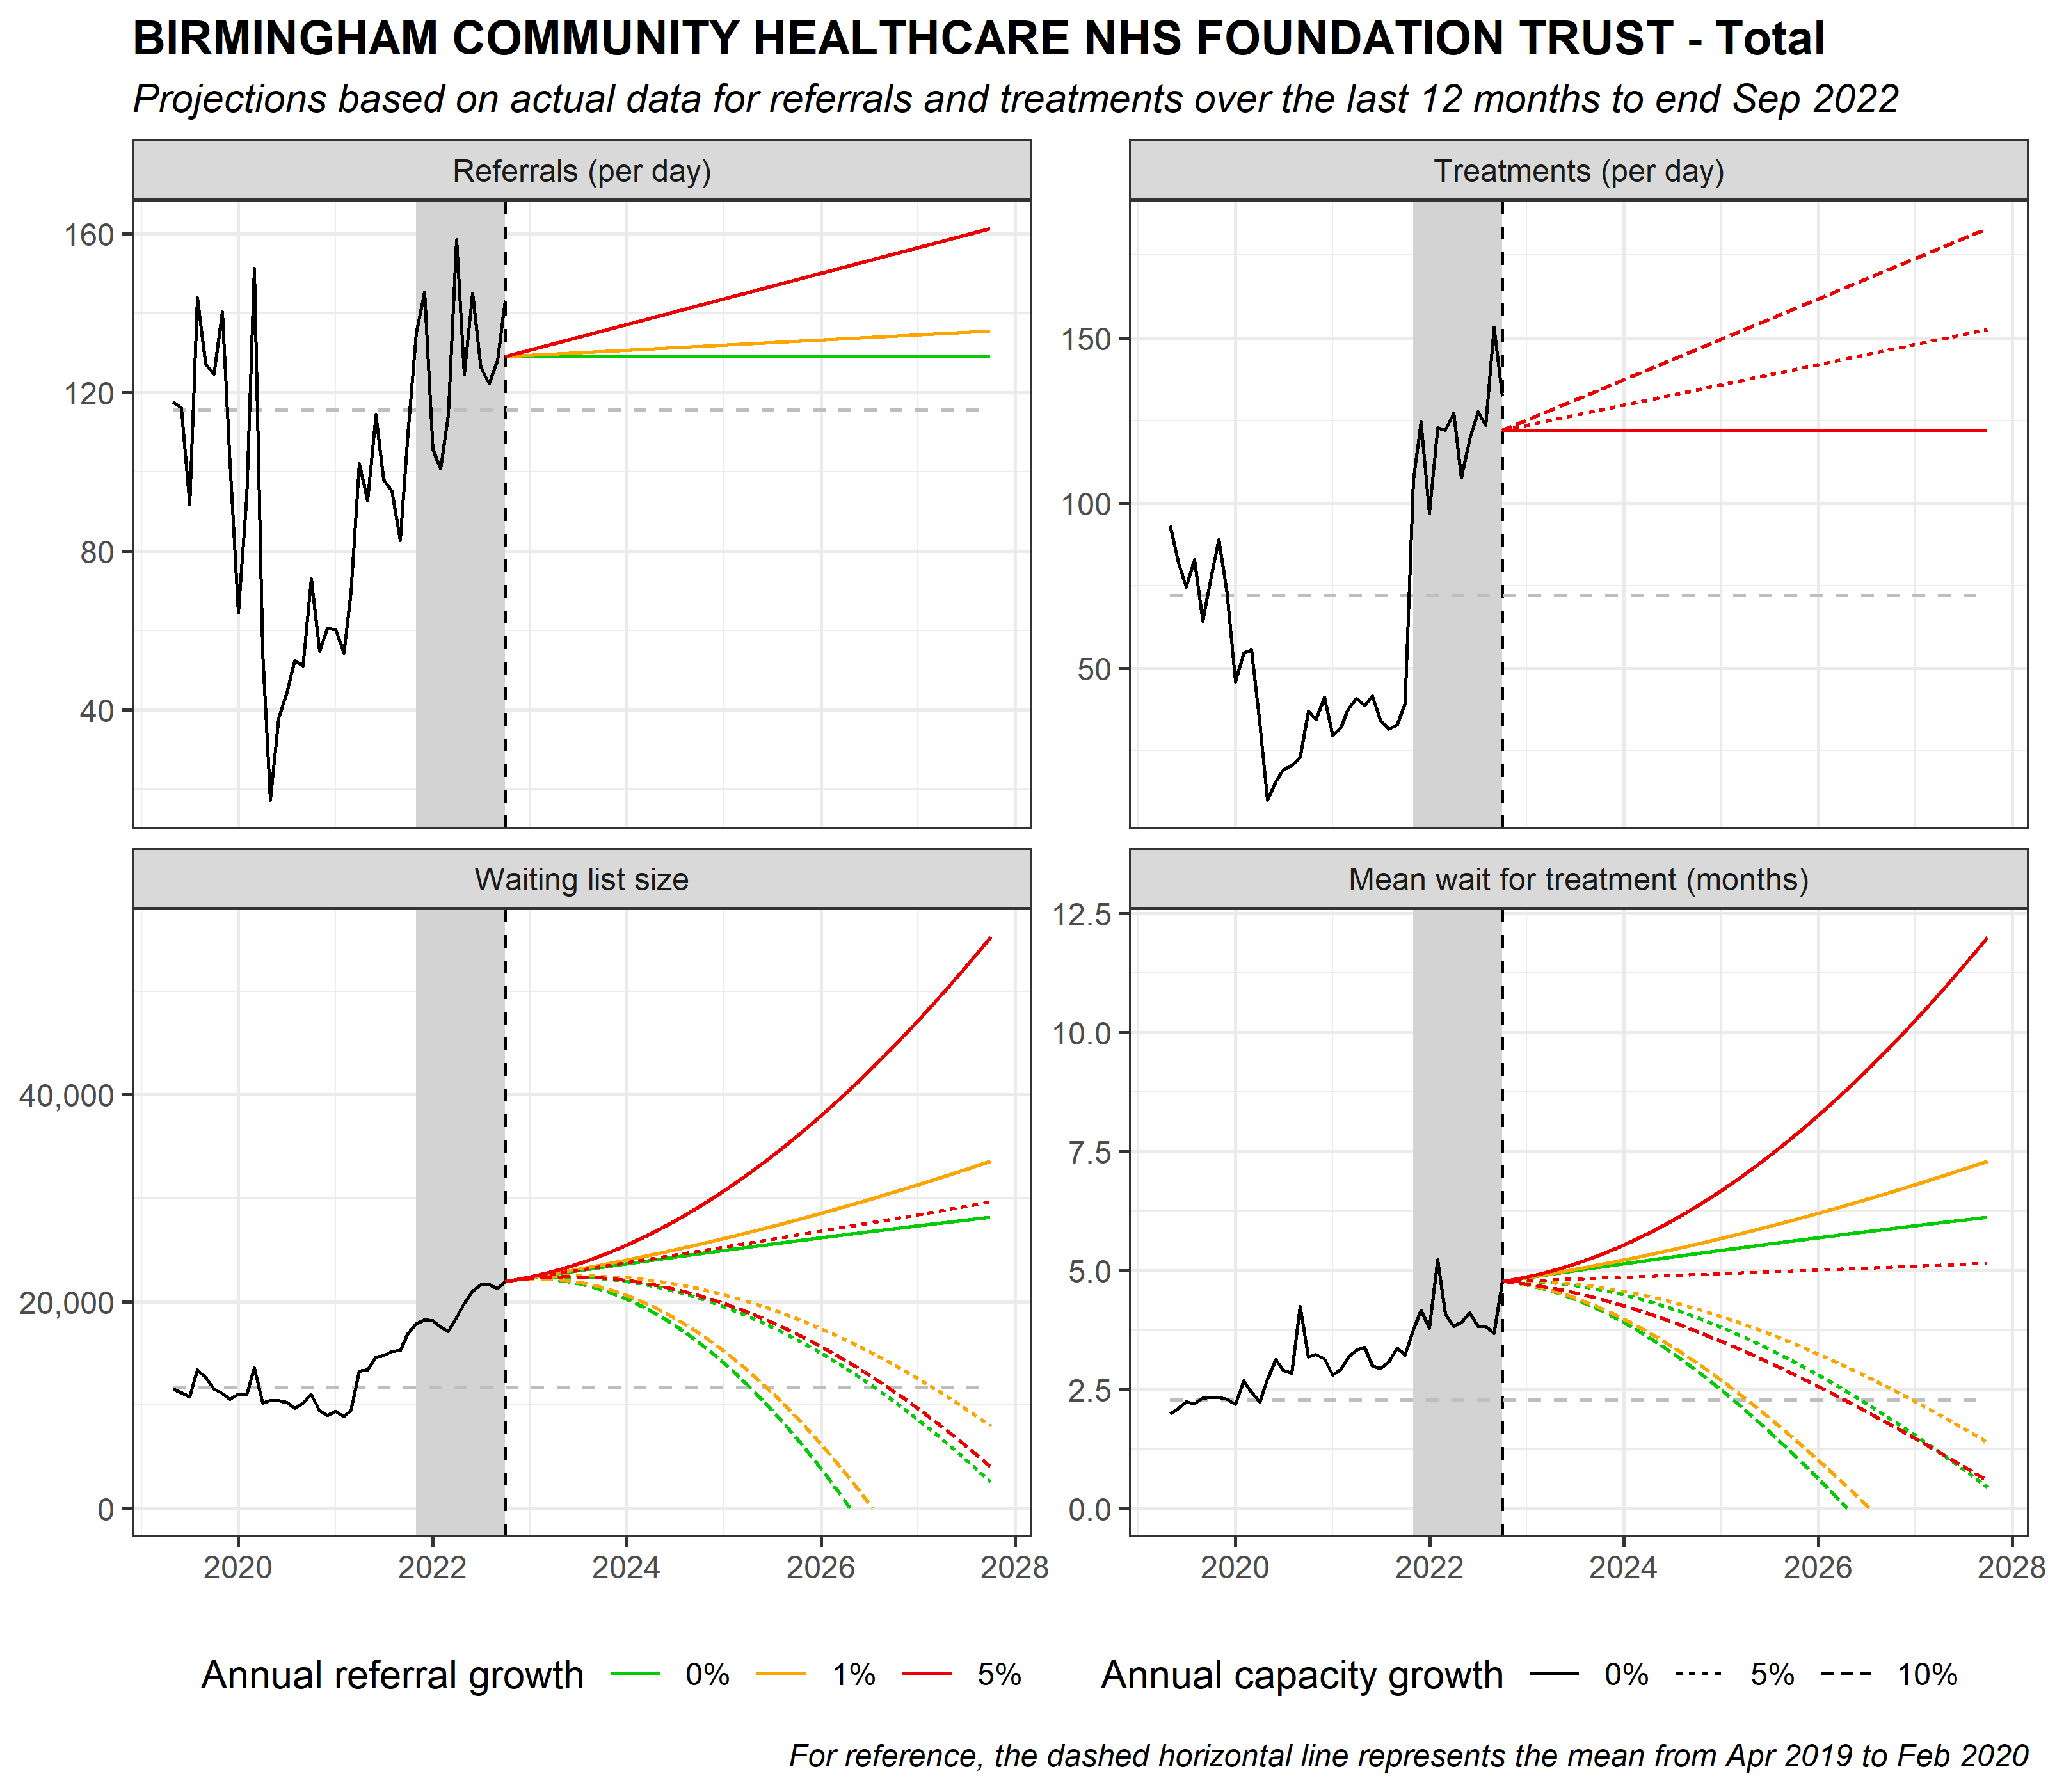 BIRMINGHAM COMMUNITY HEALTHCARE NHS FOUNDATION TRUST - Total
Projections based on actual data for referrals and treatments over the last 12 months to end Sep 2022
Referrals (per day)
160
120
80
40
Treatments (per day)
150
100
50
Waiting list size
40,000
20,000
0
2020 2022 2024 2026 2028
Mean wait for treatment (months)
12.5
10.0
7.5
5.0
2.5
0.0
2020 2022 2024 2026 2028
Annual referral growth 0% 1% 5%
Annual capacity growth 0% 5% 10%
For reference, the dashed horizontal line represents the mean from Apr 2019 to Feb 2020